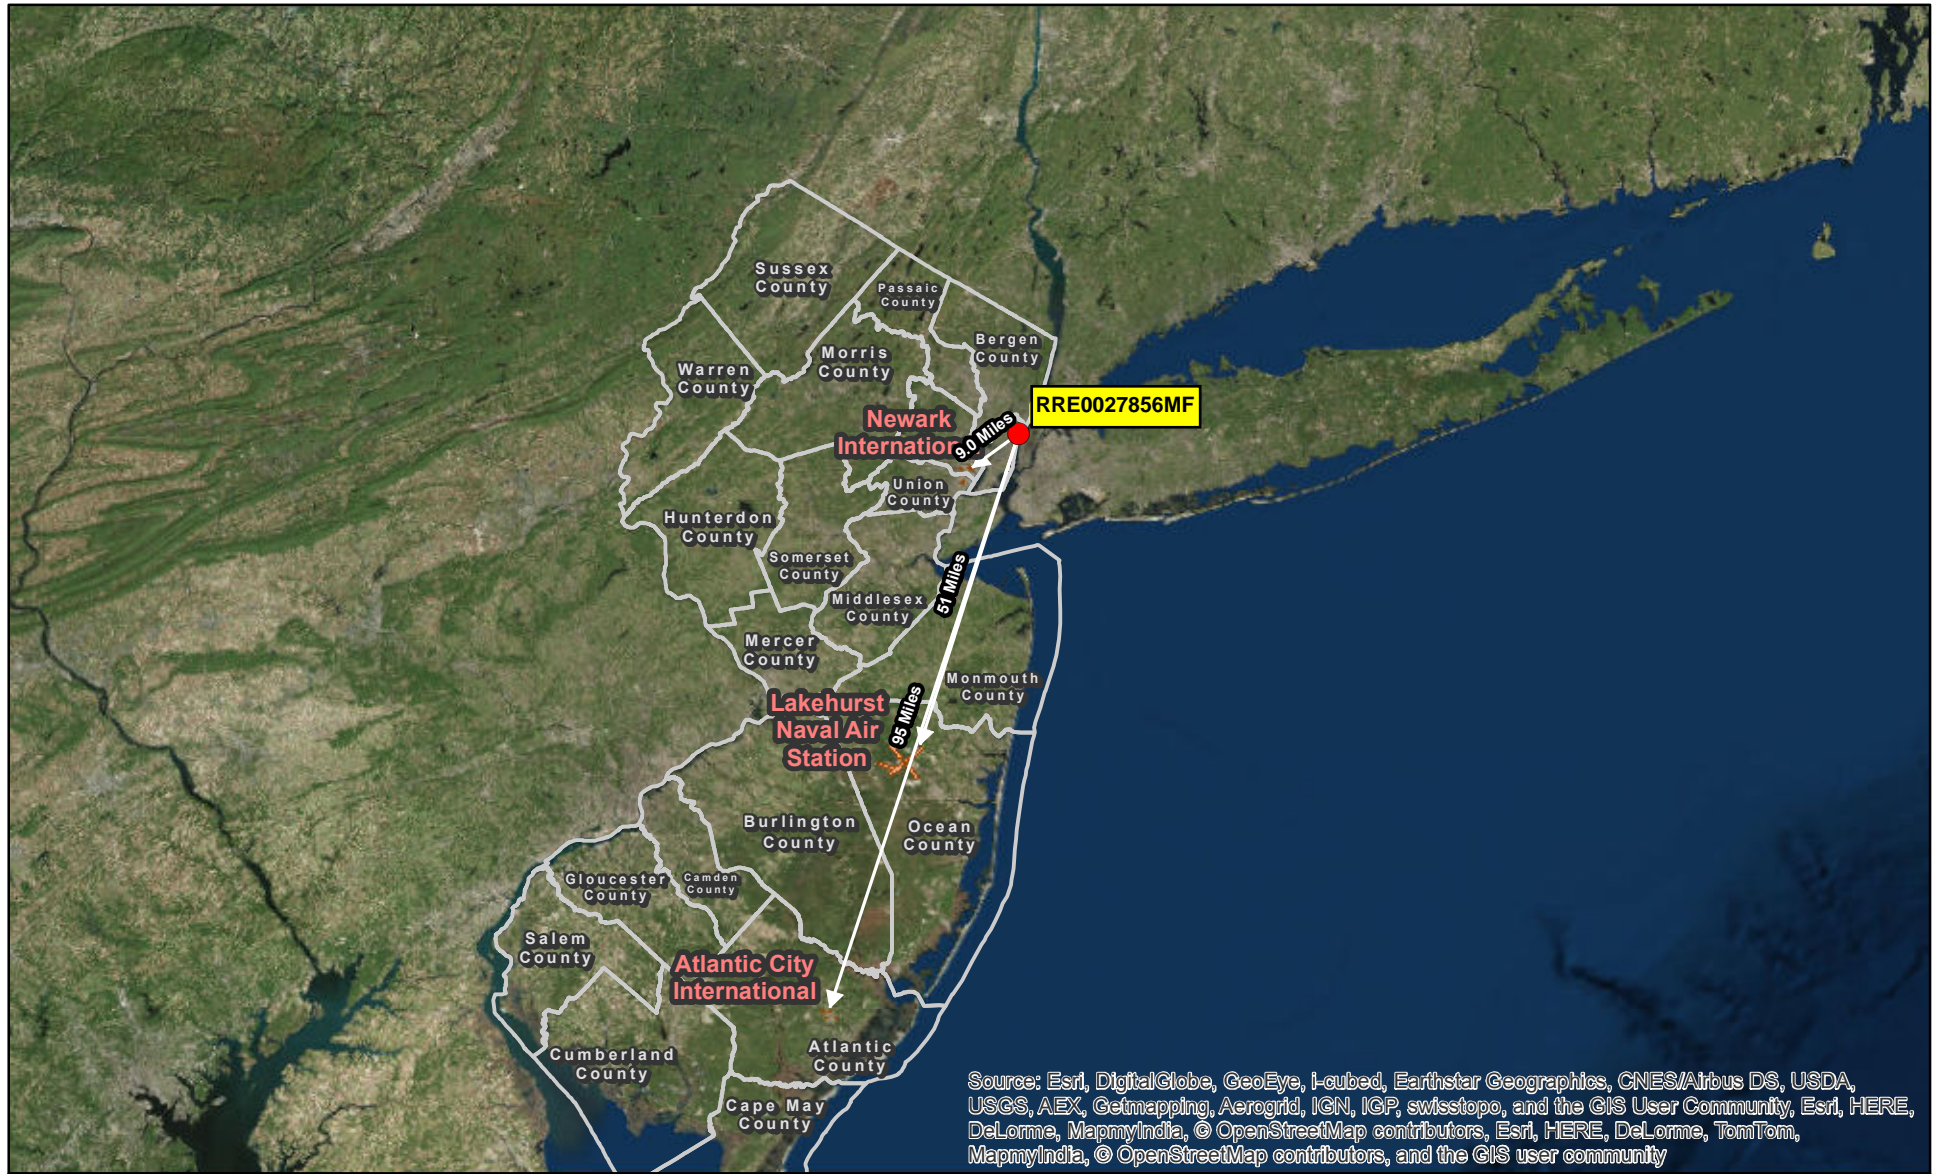 Sussex
County
Passaic
County
Bergen
County
Morris
County
Warren
County
RRE0027856MF
Newark
Internation
9.0 Miles
Union
County
Hunterdon
County
Somerset
County
51 Miles
Middlesex
County
Mercer
County
Monmouth
County
Lakehurst
Naval Air
Station
95 Miles
Burlington
County
Ocean
County
Gloucester
County
Camden
County
Salem
County
Atlantic City
International
Atlantic
County
Cumberland
County
Cape May
County
Source: Esri, DigitalGlobe, GeoEye, i-cubed, Earthstar Geographics, CNES/Airbus DS, USDA,
USGS, AEX, Getmapping, Aerogrid, IGN, IGP, swisstopo, and the GIS User Community, Esri, HERE,
DeLorme, MapmyIndia, © OpenStreetMap contributors, Esri, HERE, DeLorme, TomTom,
MapmyIndia, © OpenStreetMap contributors, and the GIS user community